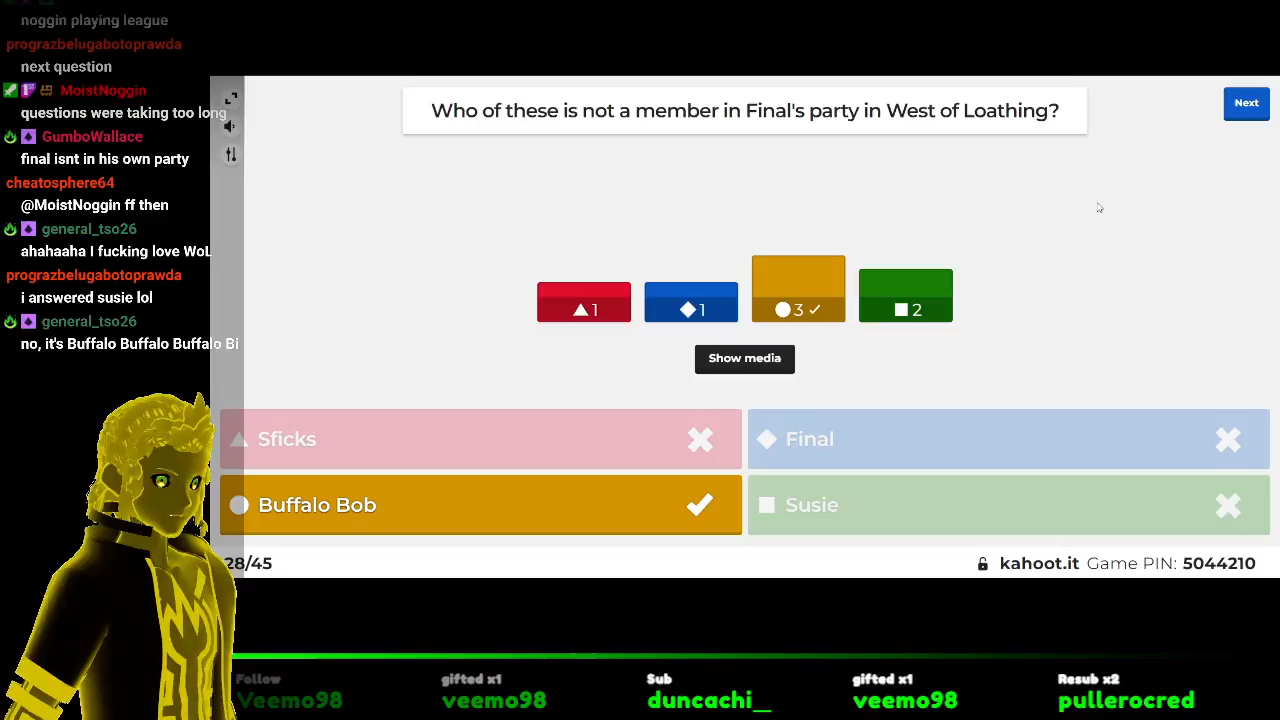 noggin playing league
prograzbelugabotoprawda
next question
MoistNoggin
questions were taking too long
GumboWallace
final isnt in his own party
cheatosphere64
@MoistNoggin ff then
general_tso26
ahahaaha I fucking love WoL
prograzbelugabotoprawda
i answered susie lol
general_tso26
no, it's Buffalo Buffalo Buffalo Bi
Who of these is not a member in Final's party in West of Loathing?
Next
1
1
3
2
Show media
Sficks
Final
Buffalo Bob
Susie
28/45
kahoot.it Game PIN: 5044210
Follow
Veemo98
gifted x1
veemo98
Sub
duncachi__
gifted x1
veemo98
Resub x2
pullerocred